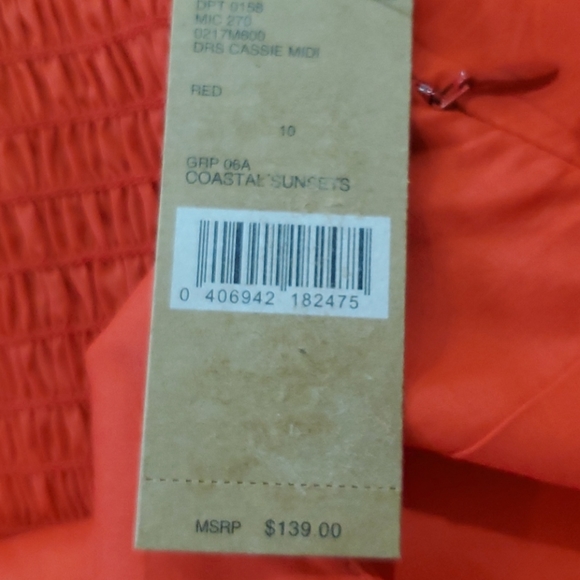 DPT 9158
MIC 270
0217M800
DRS CASSIE MIDI
RED
10
GRP 06A
COASTAL SUNSETS
0 406942 182475
MSRP $139.00